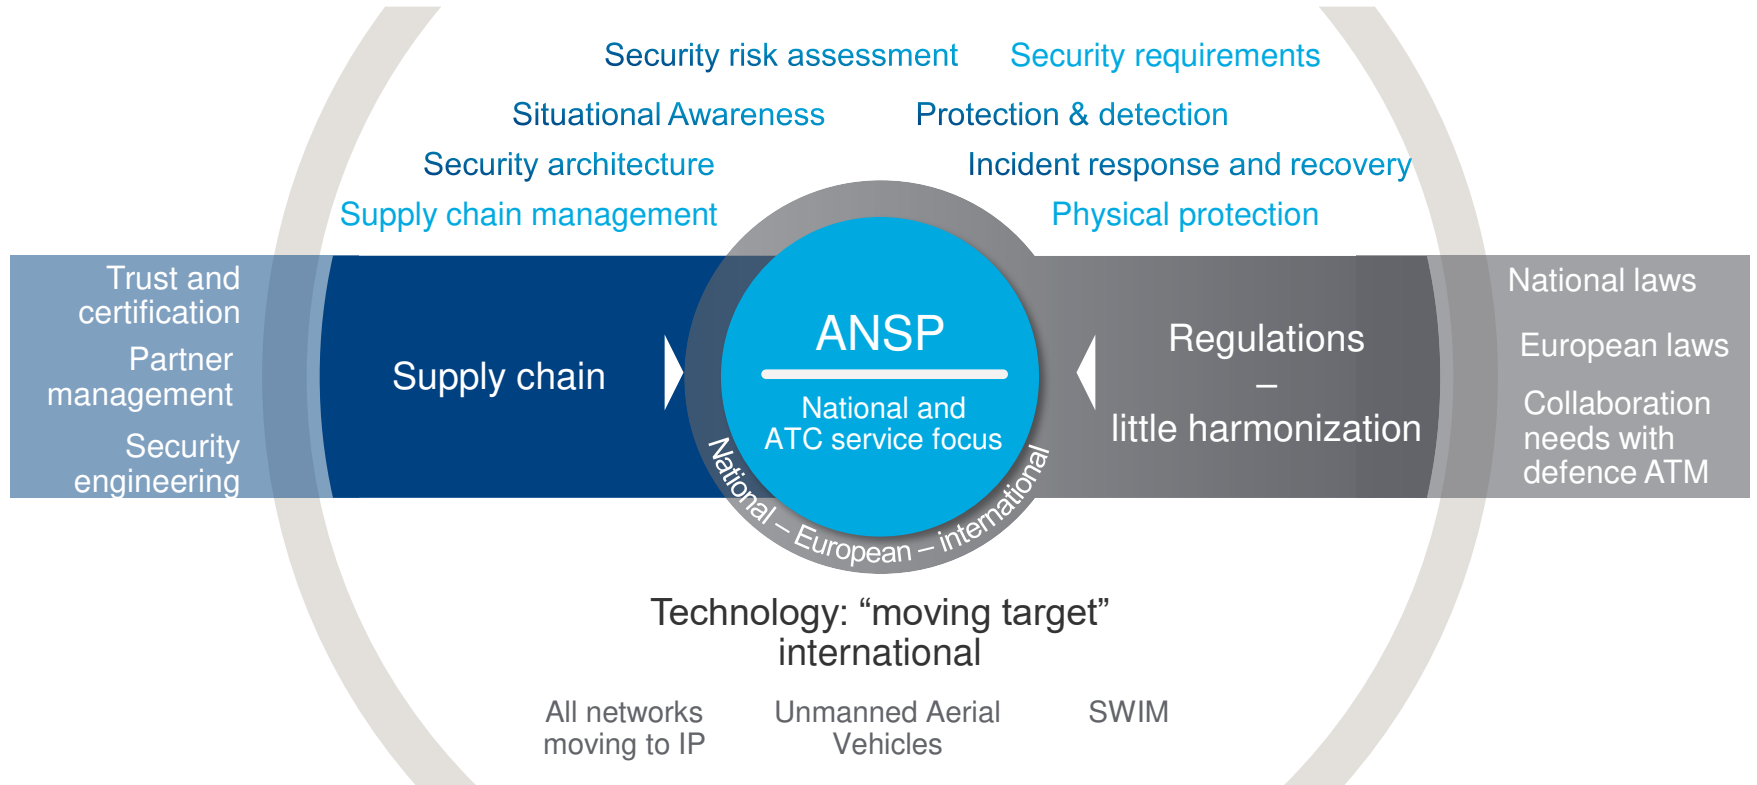 Security risk assessment
Security requirements
Situational Awareness
Protection & detection
Security architecture
Incident response and recovery
Supply chain management
Physical protection
Trust and
certification
Partner
management
Security
engineering
Supply chain
ANSP
National and
ATC service focus
National – European – international
Regulations
–
little harmonization
National laws
European laws
Collaboration
needs with
defence ATM
Technology: “moving target”
international
All networks
moving to IP
Unmanned Aerial
Vehicles
SWIM